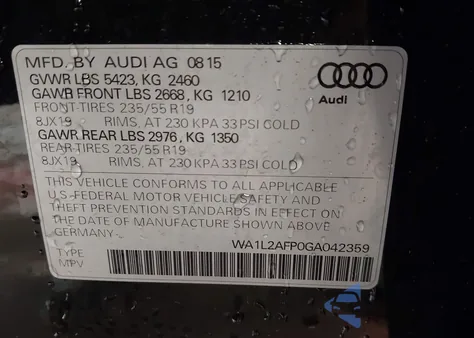 MFD. BY AUDI AG 08 15
GVWR LBS 5423, KG 2460
GAWR FRONT LBS 2668, KG 1210
FRONT TIRES 235/55 R19
8JX19 RIMS, AT 230 KPA 33 PSI COLD
GAWR REAR LBS 2976, KG 1350
REAR TIRES 235/55 R19
8JX19 RIMS, AT 230 KPA 33 PSI COLD
Audi
THIS VEHICLE CONFORMS TO ALL APPLICABLE
U.S. FEDERAL MOTOR VEHICLE SAFETY AND
THEFT PREVENTION STANDARDS IN EFFECT ON
THE DATE OF MANUFACTURE SHOWN ABOVE
GERMANY
WA1L2AFP0GA042359
TYPE
MPV